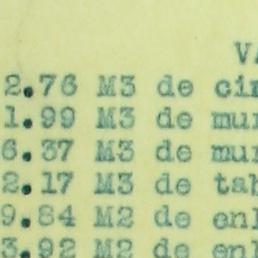 2.76 M3 de
1.99 M3 de
6.37 M3 de
2.17 M3 de
9.84 M2 de
3.92 M2 de